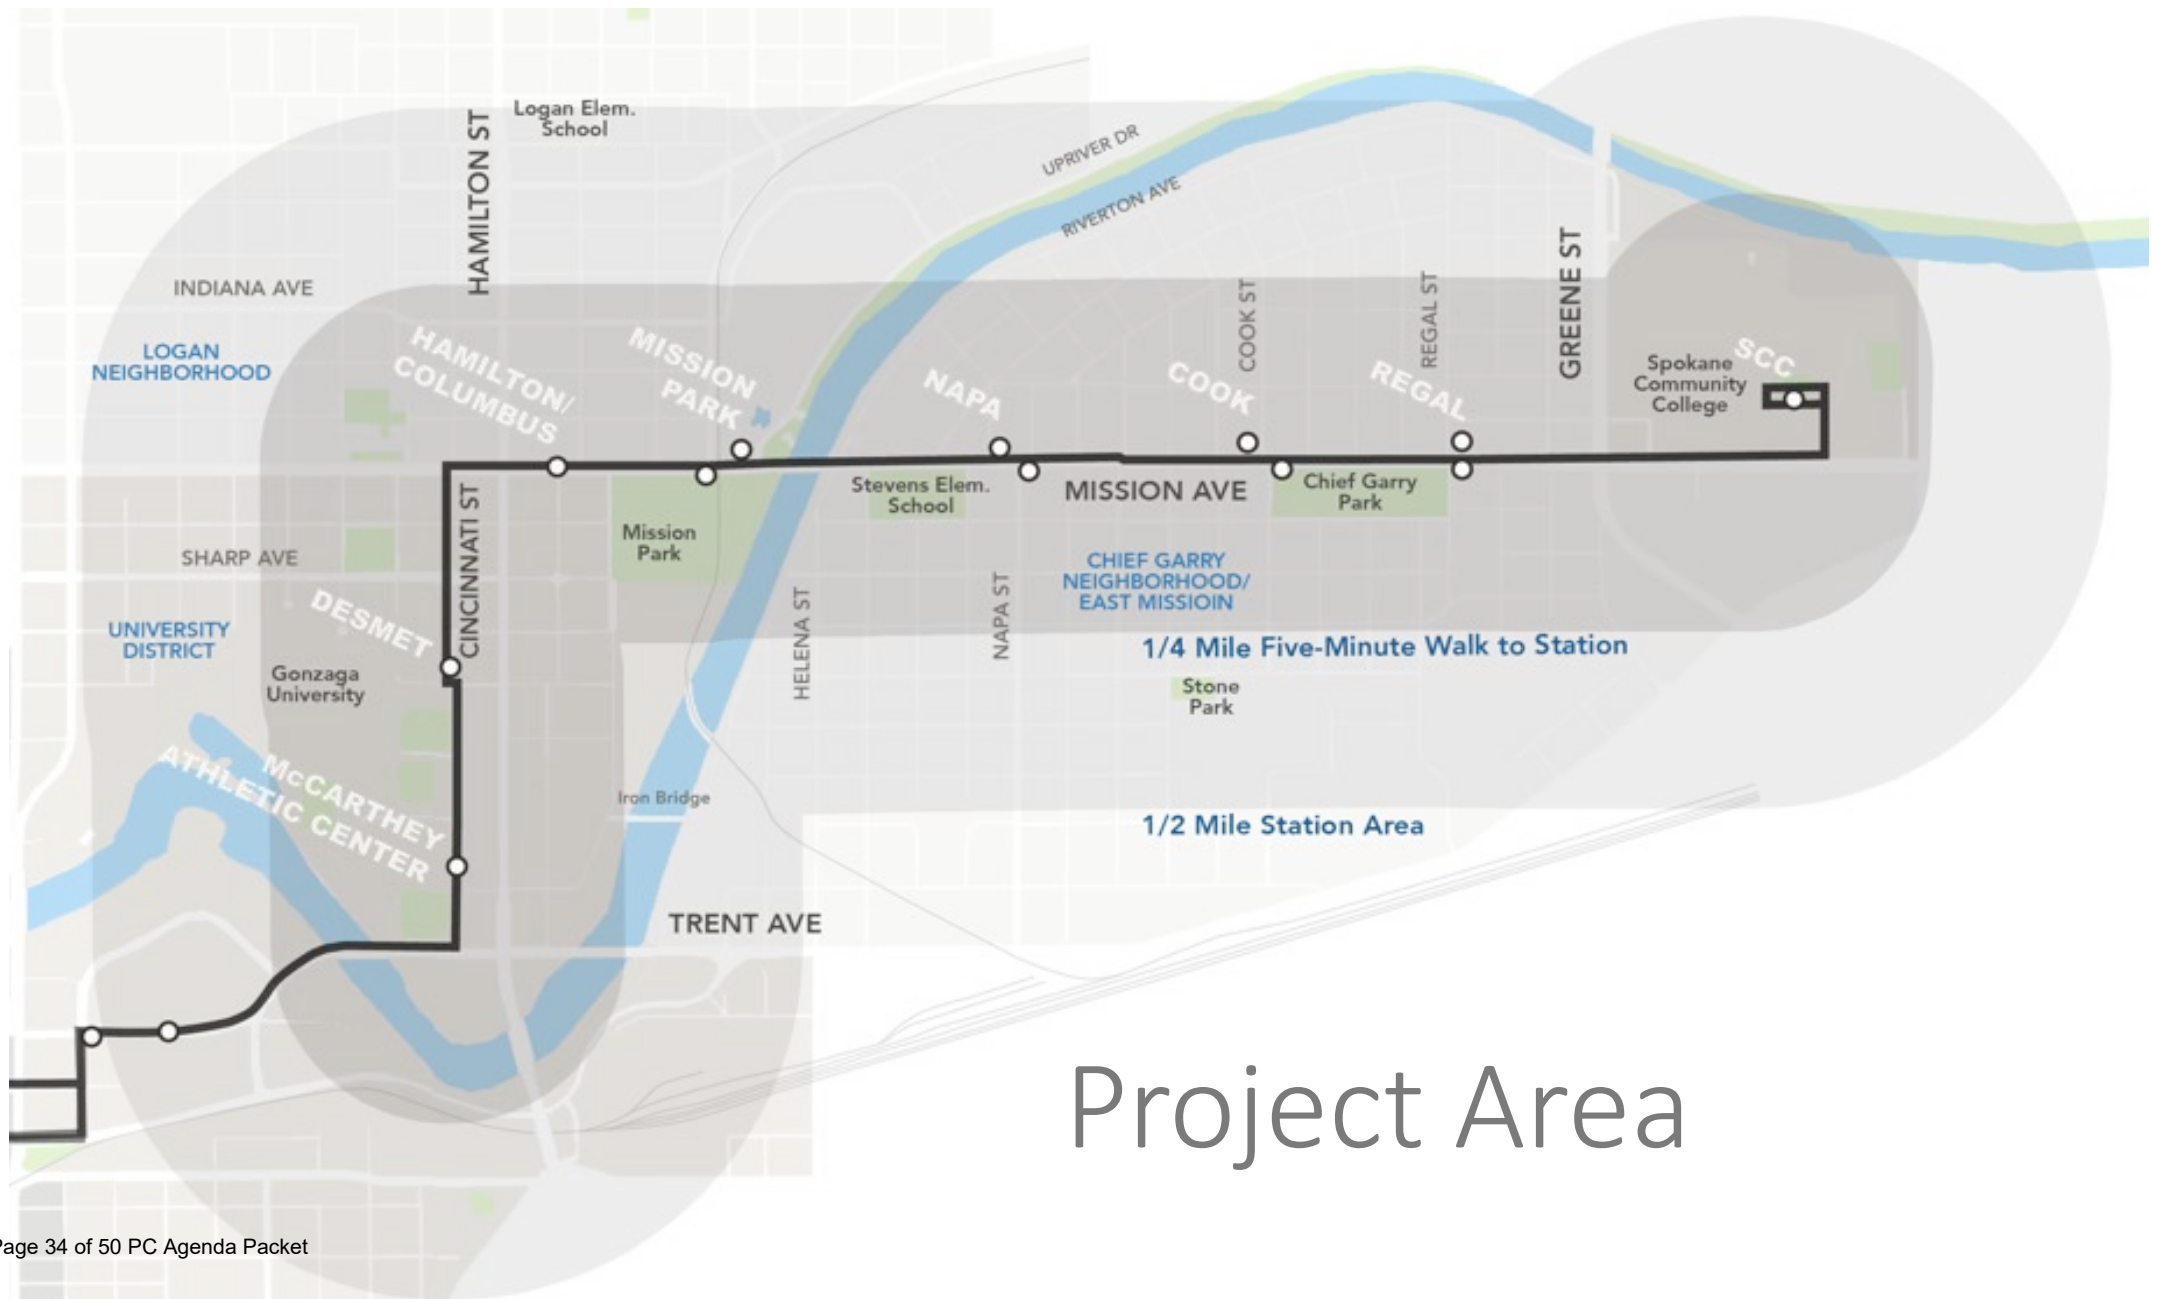 Logan Elem.
School
HAMILTON ST
UPRIVER DR
RIVERTON AVE
INDIANA AVE
LOGAN
NEIGHBORHOOD
HAMILTON/
COLUMBUS
MISSION
PARK
NAPA
COOK
COOK ST
REGAL
REGAL ST
GREENE ST
SCC
Spokane
Community
College
Stevens Elem.
School
MISSION AVE
Chief Garry
Park
Mission
Park
CINCINNATI ST
SHARP AVE
DESMET
UNIVERSITY
DISTRICT
Gonzaga
University
HELENA ST
NAPA ST
CHIEF GARRY
NEIGHBORHOOD/
EAST MISSIOIN
1/4 Mile Five-Minute Walk to Station
Stone
Park
McCARTHEY
ATHLETIC CENTER
Iron Bridge
1/2 Mile Station Area
TRENT AVE
Project Area
Page 34 of 50 PC Agenda Packet